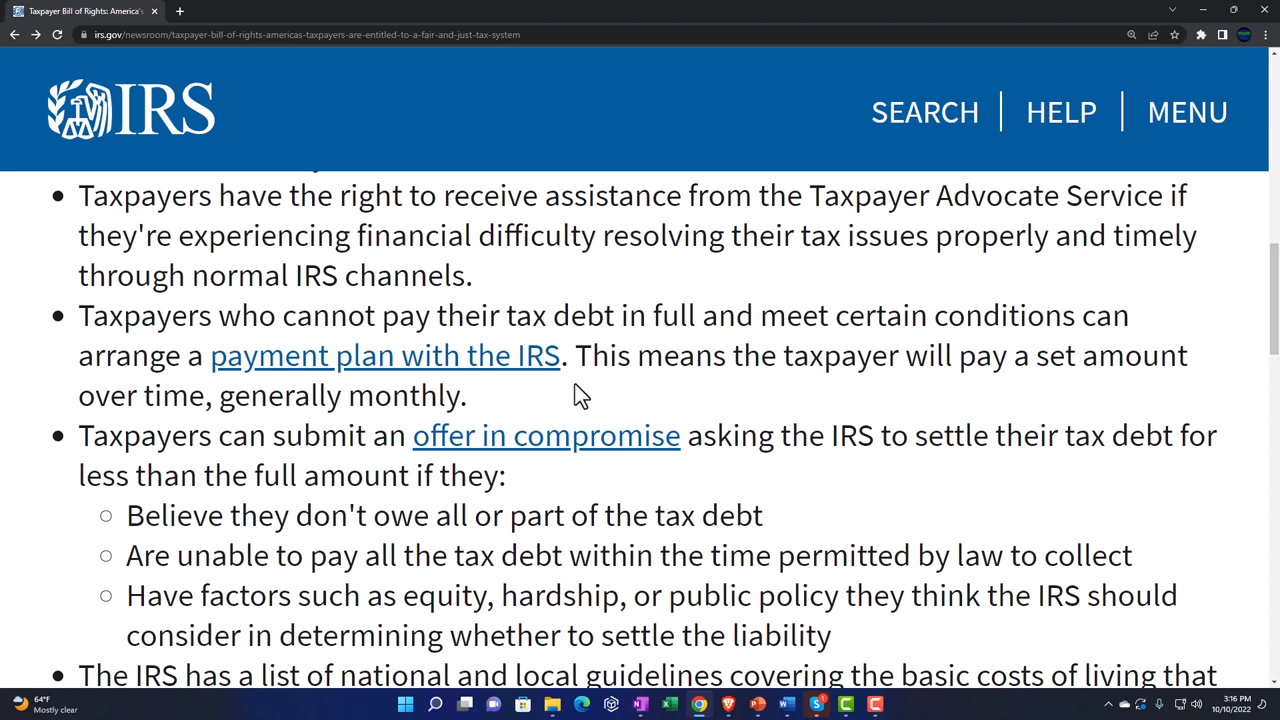 Taxpayer Bill of Rights: America's
irs.gov/newsroom/taxpayer-bill-of-rights-americas-taxpayers-are-entitled-to-a-fair-and-just-tax-system
IRS
SEARCH
HELP
MENU
Taxpayers have the right to receive assistance from the Taxpayer Advocate Service if
they're experiencing financial difficulty resolving their tax issues properly and timely
through normal IRS channels.
Taxpayers who cannot pay their tax debt in full and meet certain conditions can
arrange a payment plan with the IRS. This means the taxpayer will pay a set amount
over time, generally monthly.
Taxpayers can submit an offer in compromise asking the IRS to settle their tax debt for
less than the full amount if they:
Believe they don't owe all or part of the tax debt
Are unable to pay all the tax debt within the time permitted by law to collect
Have factors such as equity, hardship, or public policy they think the IRS should
consider in determining whether to settle the liability
The IRS has a list of national and local guidelines covering the basic costs of living that
64°F
Mostly clear
3:16 PM
10/10/2022